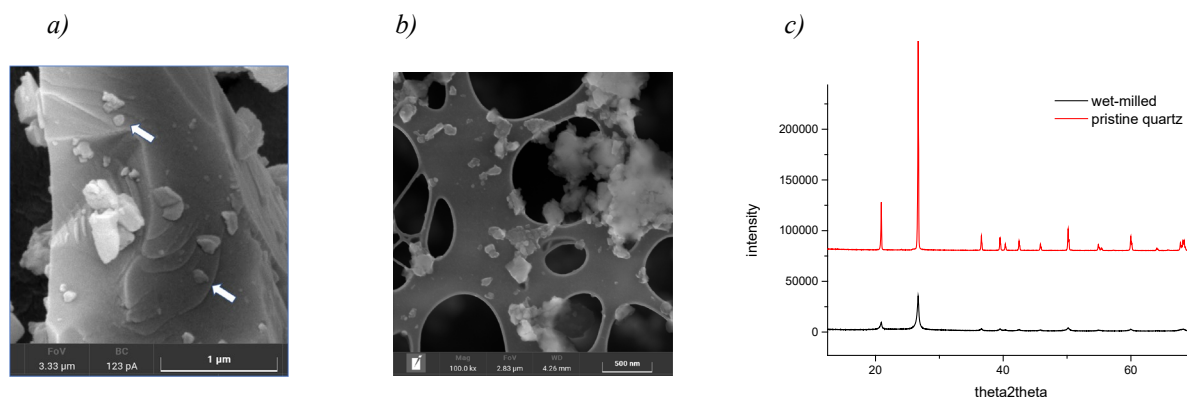 a)
b)
c)
FoV BC
3.33 µm 123 pA 1 µm
Mag FoV WD
100.0 kx 2.83 µm 4.26 mm 500 nm
wet-milled
pristine quartz
200000
150000
100000
50000
0
intensity
20 40 60
theta2theta